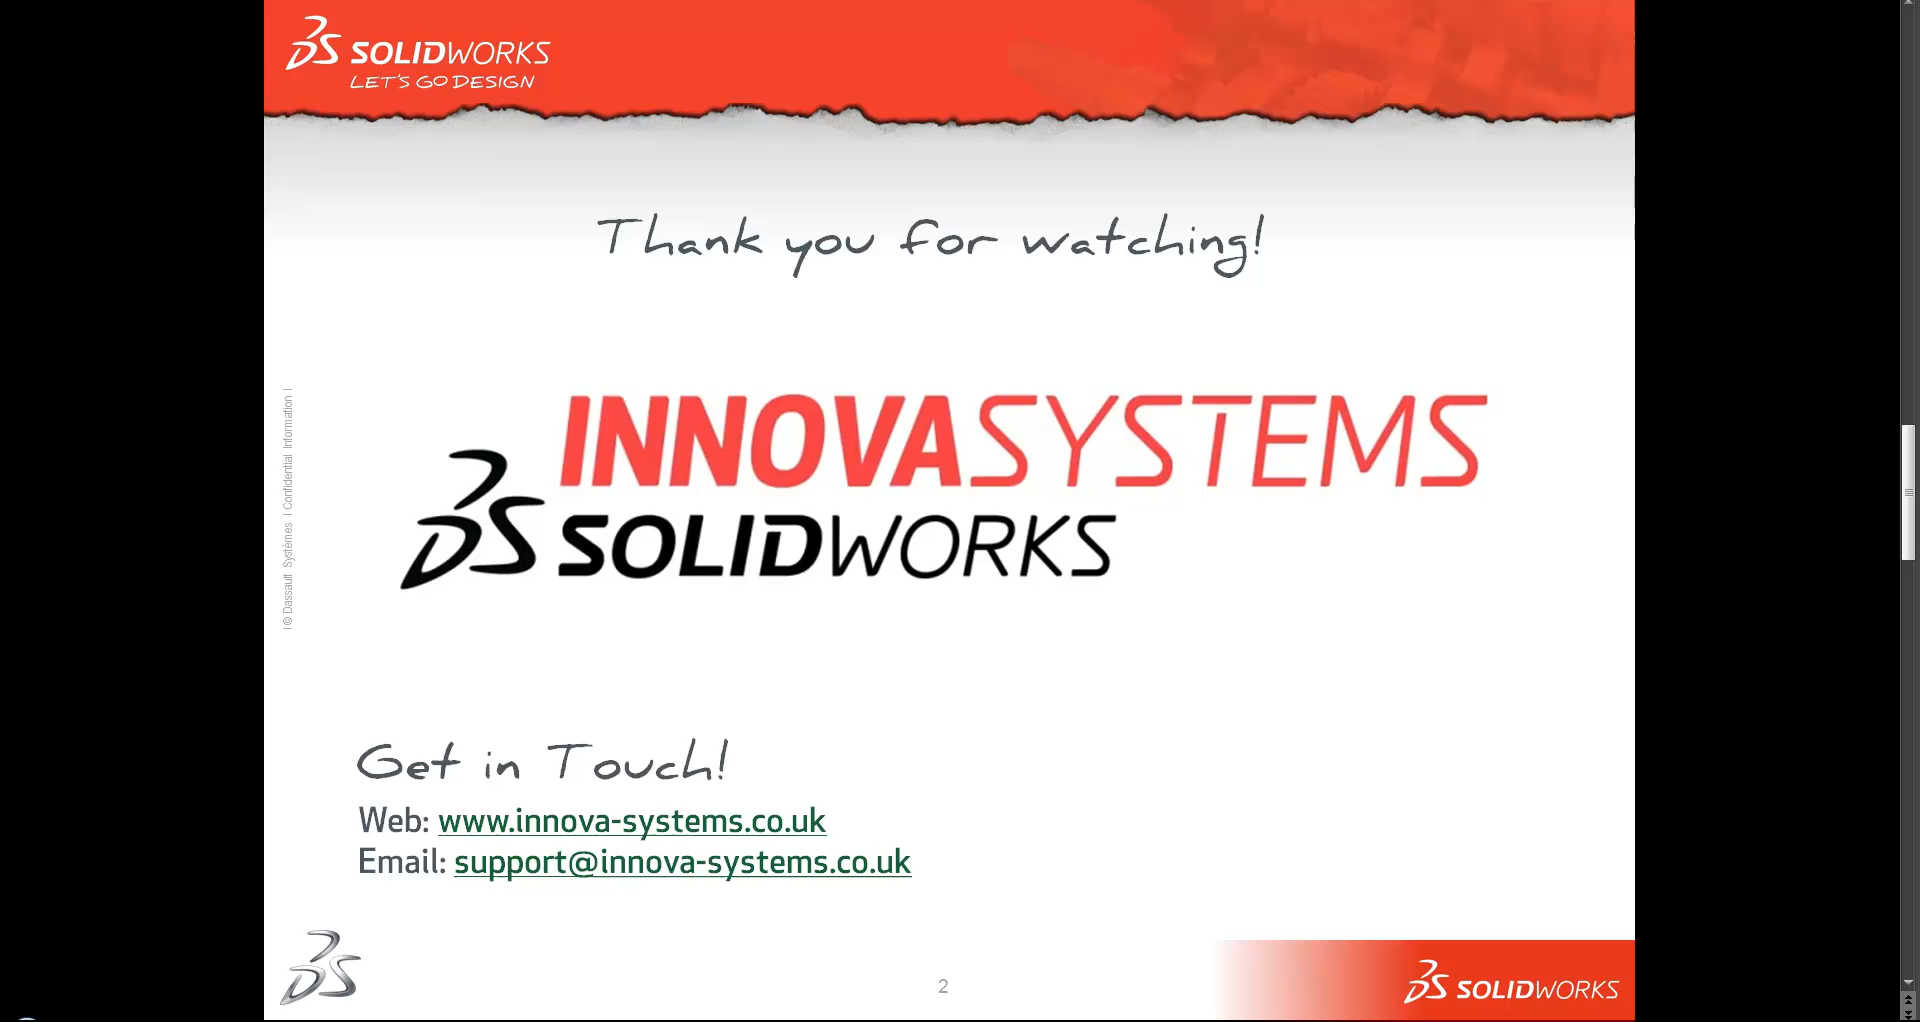 SOLIDWORKS
LET'S GO DESIGN
Thank you for watching!
INNOVASYSTEMS
SOLIDWORKS
I © Dassault Systèmes I Confidential Information I
Get in Touch!
Web: www.innova-systems.co.uk
Email: support@innova-systems.co.uk
2
SOLIDWORKS